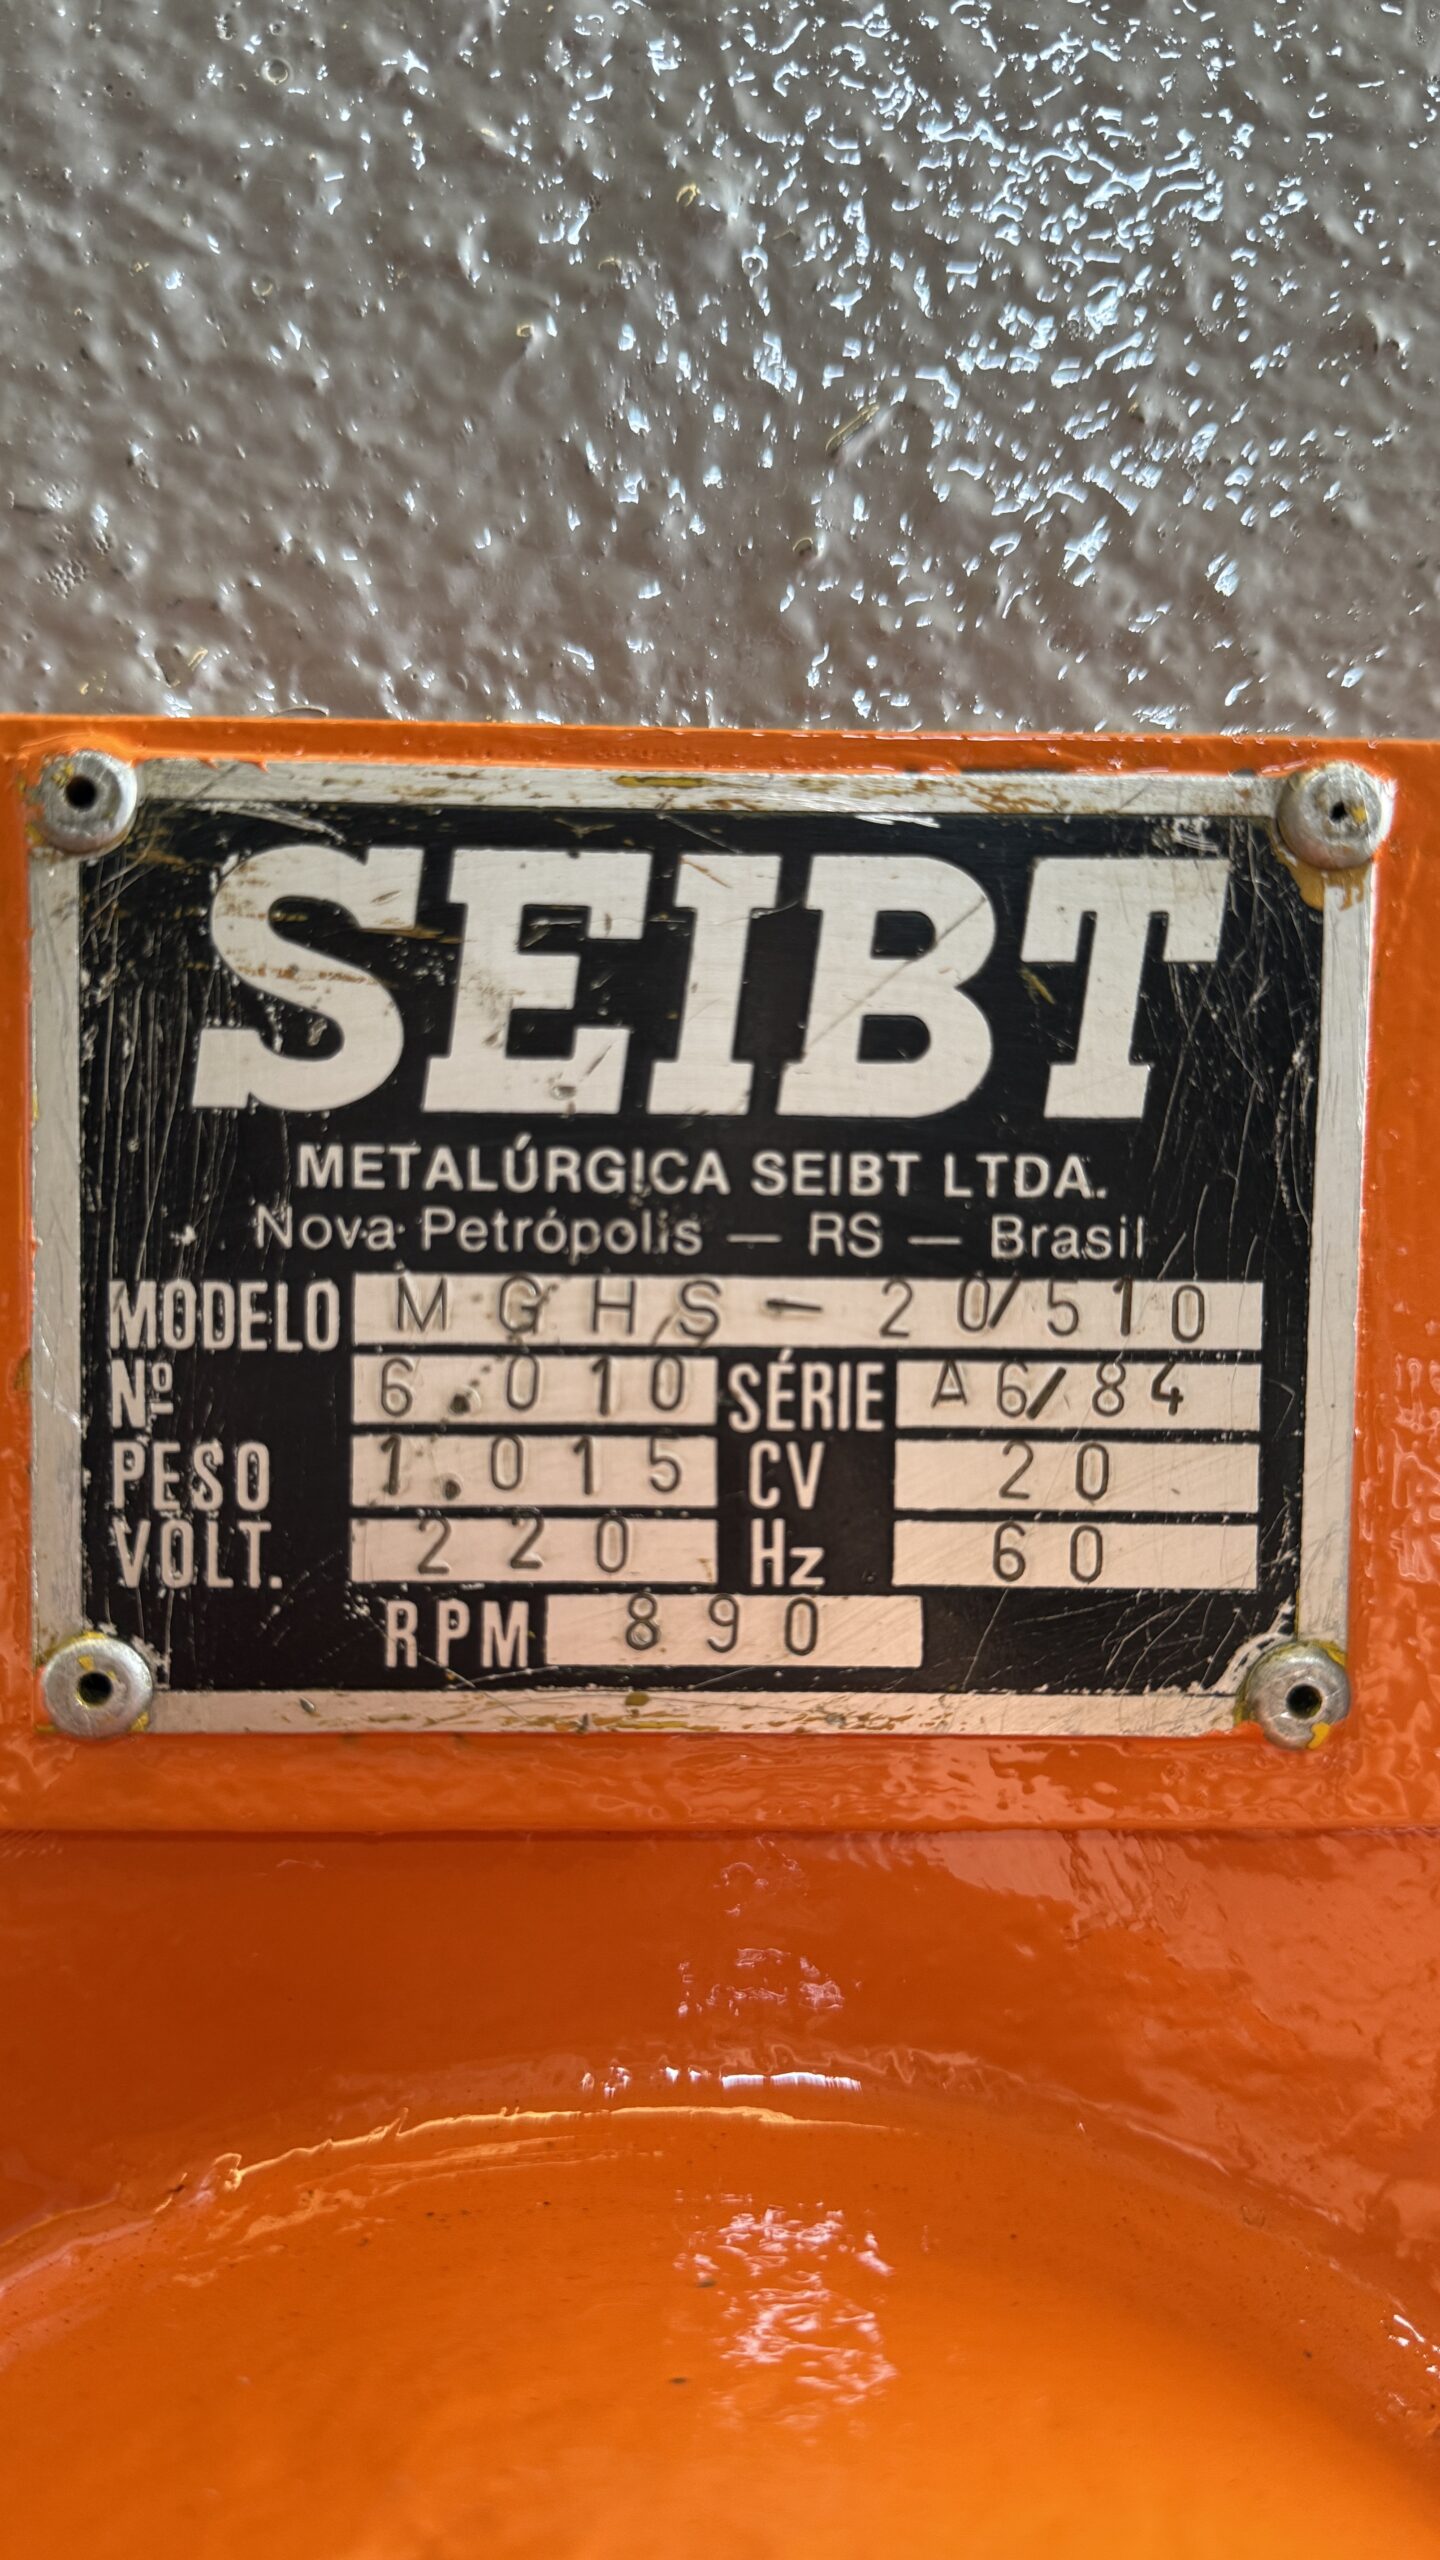 SEIBT
METALÚRGICA SEIBT LTDA.
Nova Petrópolis — RS — Brasil
MODELO MGHS-20/510
Nº 6.010 SÉRIE A6/84
PESO 1.015 CV 20
VOLT. 220 Hz 60
RPM 890